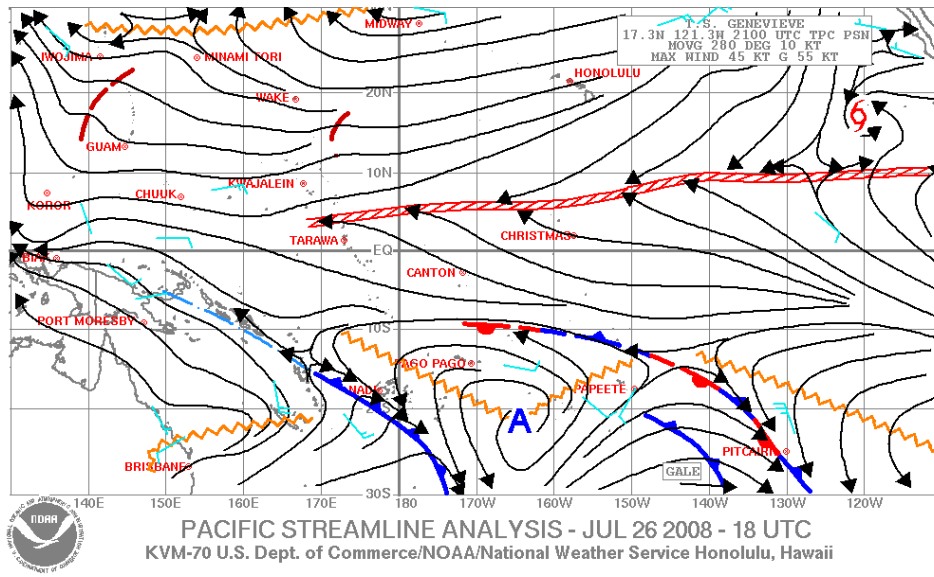 MIDWAY
T.S. GENEVIEVE
17.3N 121.3W 2100 UTC TPC PSN
MOVG 280 DEG 10 KT
MAX WIND 45 KT G 55 KT
IWOJIMA
MINAMI TORI
HONOLULU
WAKE
20N
GUAM
10N
KWAJALEIN
CHUUK
KOROR
TARAWA
CHRISTMAS
EQ
BIA
CANTON
PORT MORESBY
10S
AGO PAGO
NADI
PAPEETE
S
A
PITCAIRN
BRISBANE
GALE
30S
140E
150E
160E
170E
180
170W
160W
150W
140W
130W
120W
NOAA
PACIFIC STREAMLINE ANALYSIS - JUL 26 2008 - 18 UTC
KVM-70 U.S. Dept. of Commerce/NOAA/National Weather Service Honolulu, Hawaii